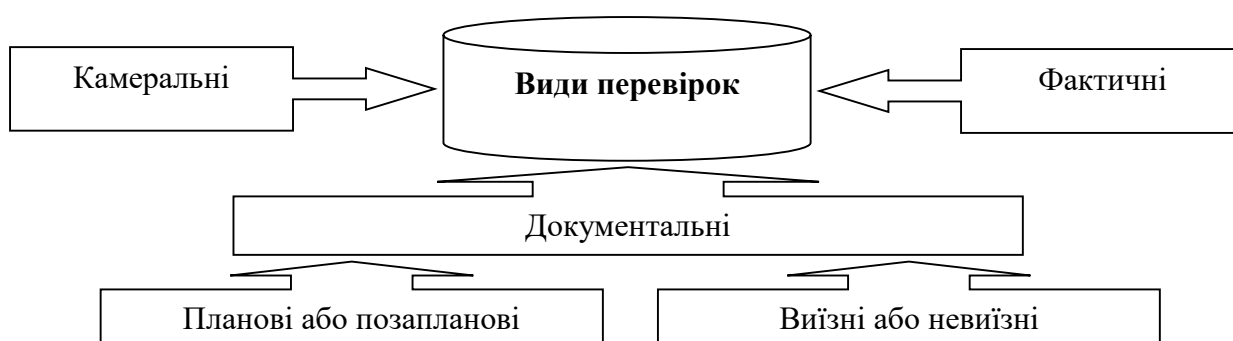 Камеральні
Види перевірок
Фактичні
Документальні
Планові або позапланові
Виїзні або невиїзні